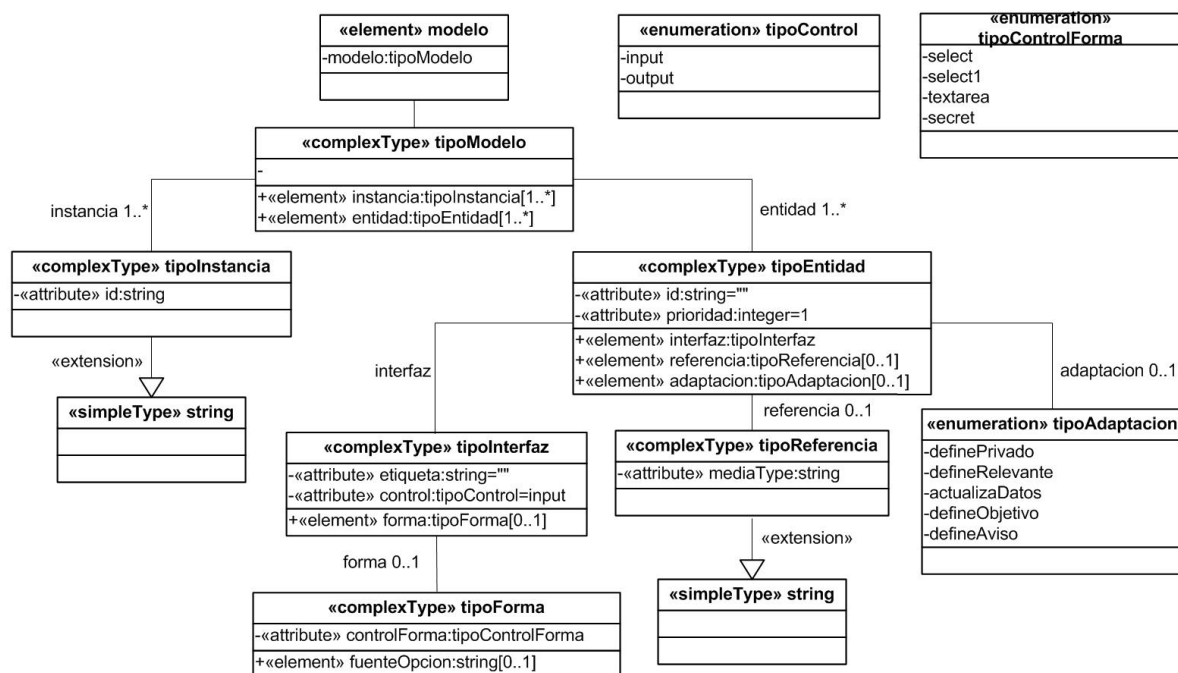 «element» modelo
-modelo:tipoModelo
«enumeration» tipoControl
-input
-output
«enumeration»
tipoControlForma
-select
-select1
-textarea
-secret
«complexType» tipoModelo
-
+«element» instancia:tipoInstancia[1..*]
+«element» entidad:tipoEntidad[1..*]
instancia 1..*
entidad 1..*
«complexType» tipoInstancia
-«attribute» id:string
«extension»
«simpleType» string
«complexType» tipoEntidad
-«attribute» id:string=""
-«attribute» prioridad:integer=1
+«element» interfaz:tipoInterfaz
+«element» referencia:tipoReferencia[0..1]
+«element» adaptacion:tipoAdaptacion[0..1]
interfaz
referencia 0..1
adaptacion 0..1
«complexType» tipoInterfaz
-«attribute» etiqueta:string=""
-«attribute» control:tipoControl=input
+«element» forma:tipoForma[0..1]
forma 0..1
«complexType» tipoForma
-«attribute» controlForma:tipoControlForma
+«element» fuenteOpcion:string[0..1]
«complexType» tipoReferencia
-«attribute» mediaType:string
«extension»
«simpleType» string
«enumeration» tipoAdaptacion
-definePrivado
-defineRelevante
-actualizaDatos
-defineObjetivo
-defineAviso